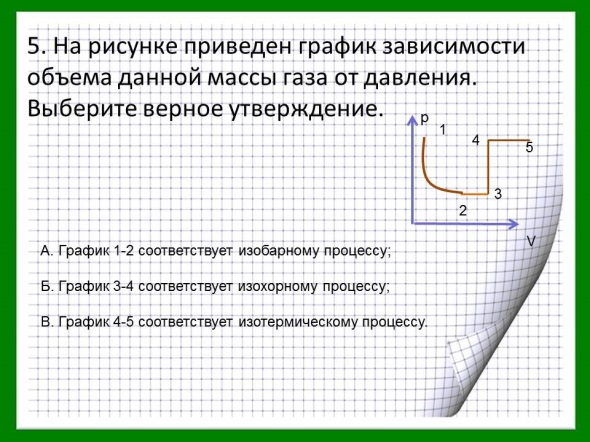 5. На рисунке приведен график зависимости
объема данной массы газа от давления.
Выберите верное утверждение.
p
1
4
5
3
2
V
А. График 1-2 соответствует изобарному процессу;
Б. График 3-4 соответствует изохорному процессу;
В. График 4-5 соответствует изотермическому процессу.